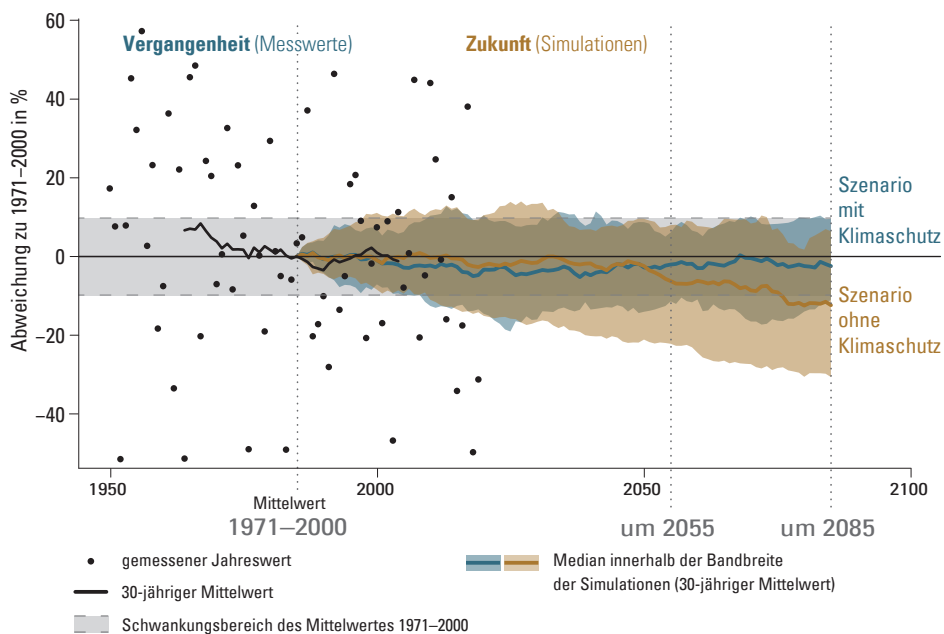 Abweichung zu 1971–2000 in %
60
40
20
0
–20
–40
Vergangenheit (Messwerte)
Zukunft (Simulationen)
Szenario
mit
Klimaschutz
Szenario
ohne
Klimaschutz
1950
2000
2050
2100
Mittelwert
1971–2000
um 2055
um 2085
gemessener Jahreswert
30-jähriger Mittelwert
Schwankungsbereich des Mittelwertes 1971–2000
Median innerhalb der Bandbreite
der Simulationen (30-jähriger Mittelwert)